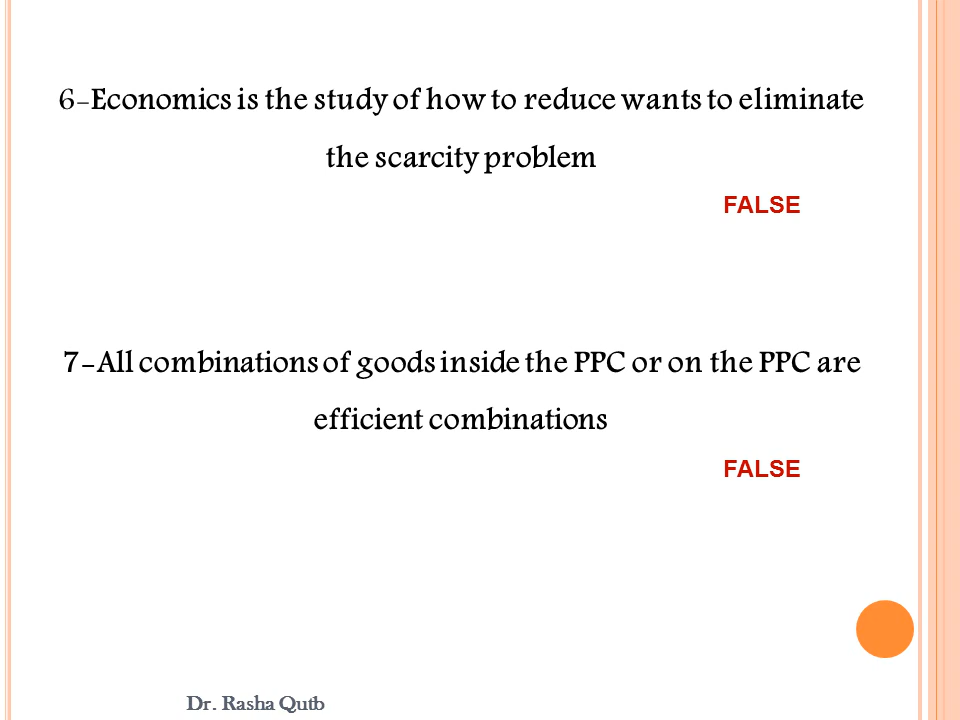 6-Economics is the study of how to reduce wants to eliminate
the scarcity problem
FALSE
7-All combinations of goods inside the PPC or on the PPC are
efficient combinations
FALSE
Dr. Rasha Qutb